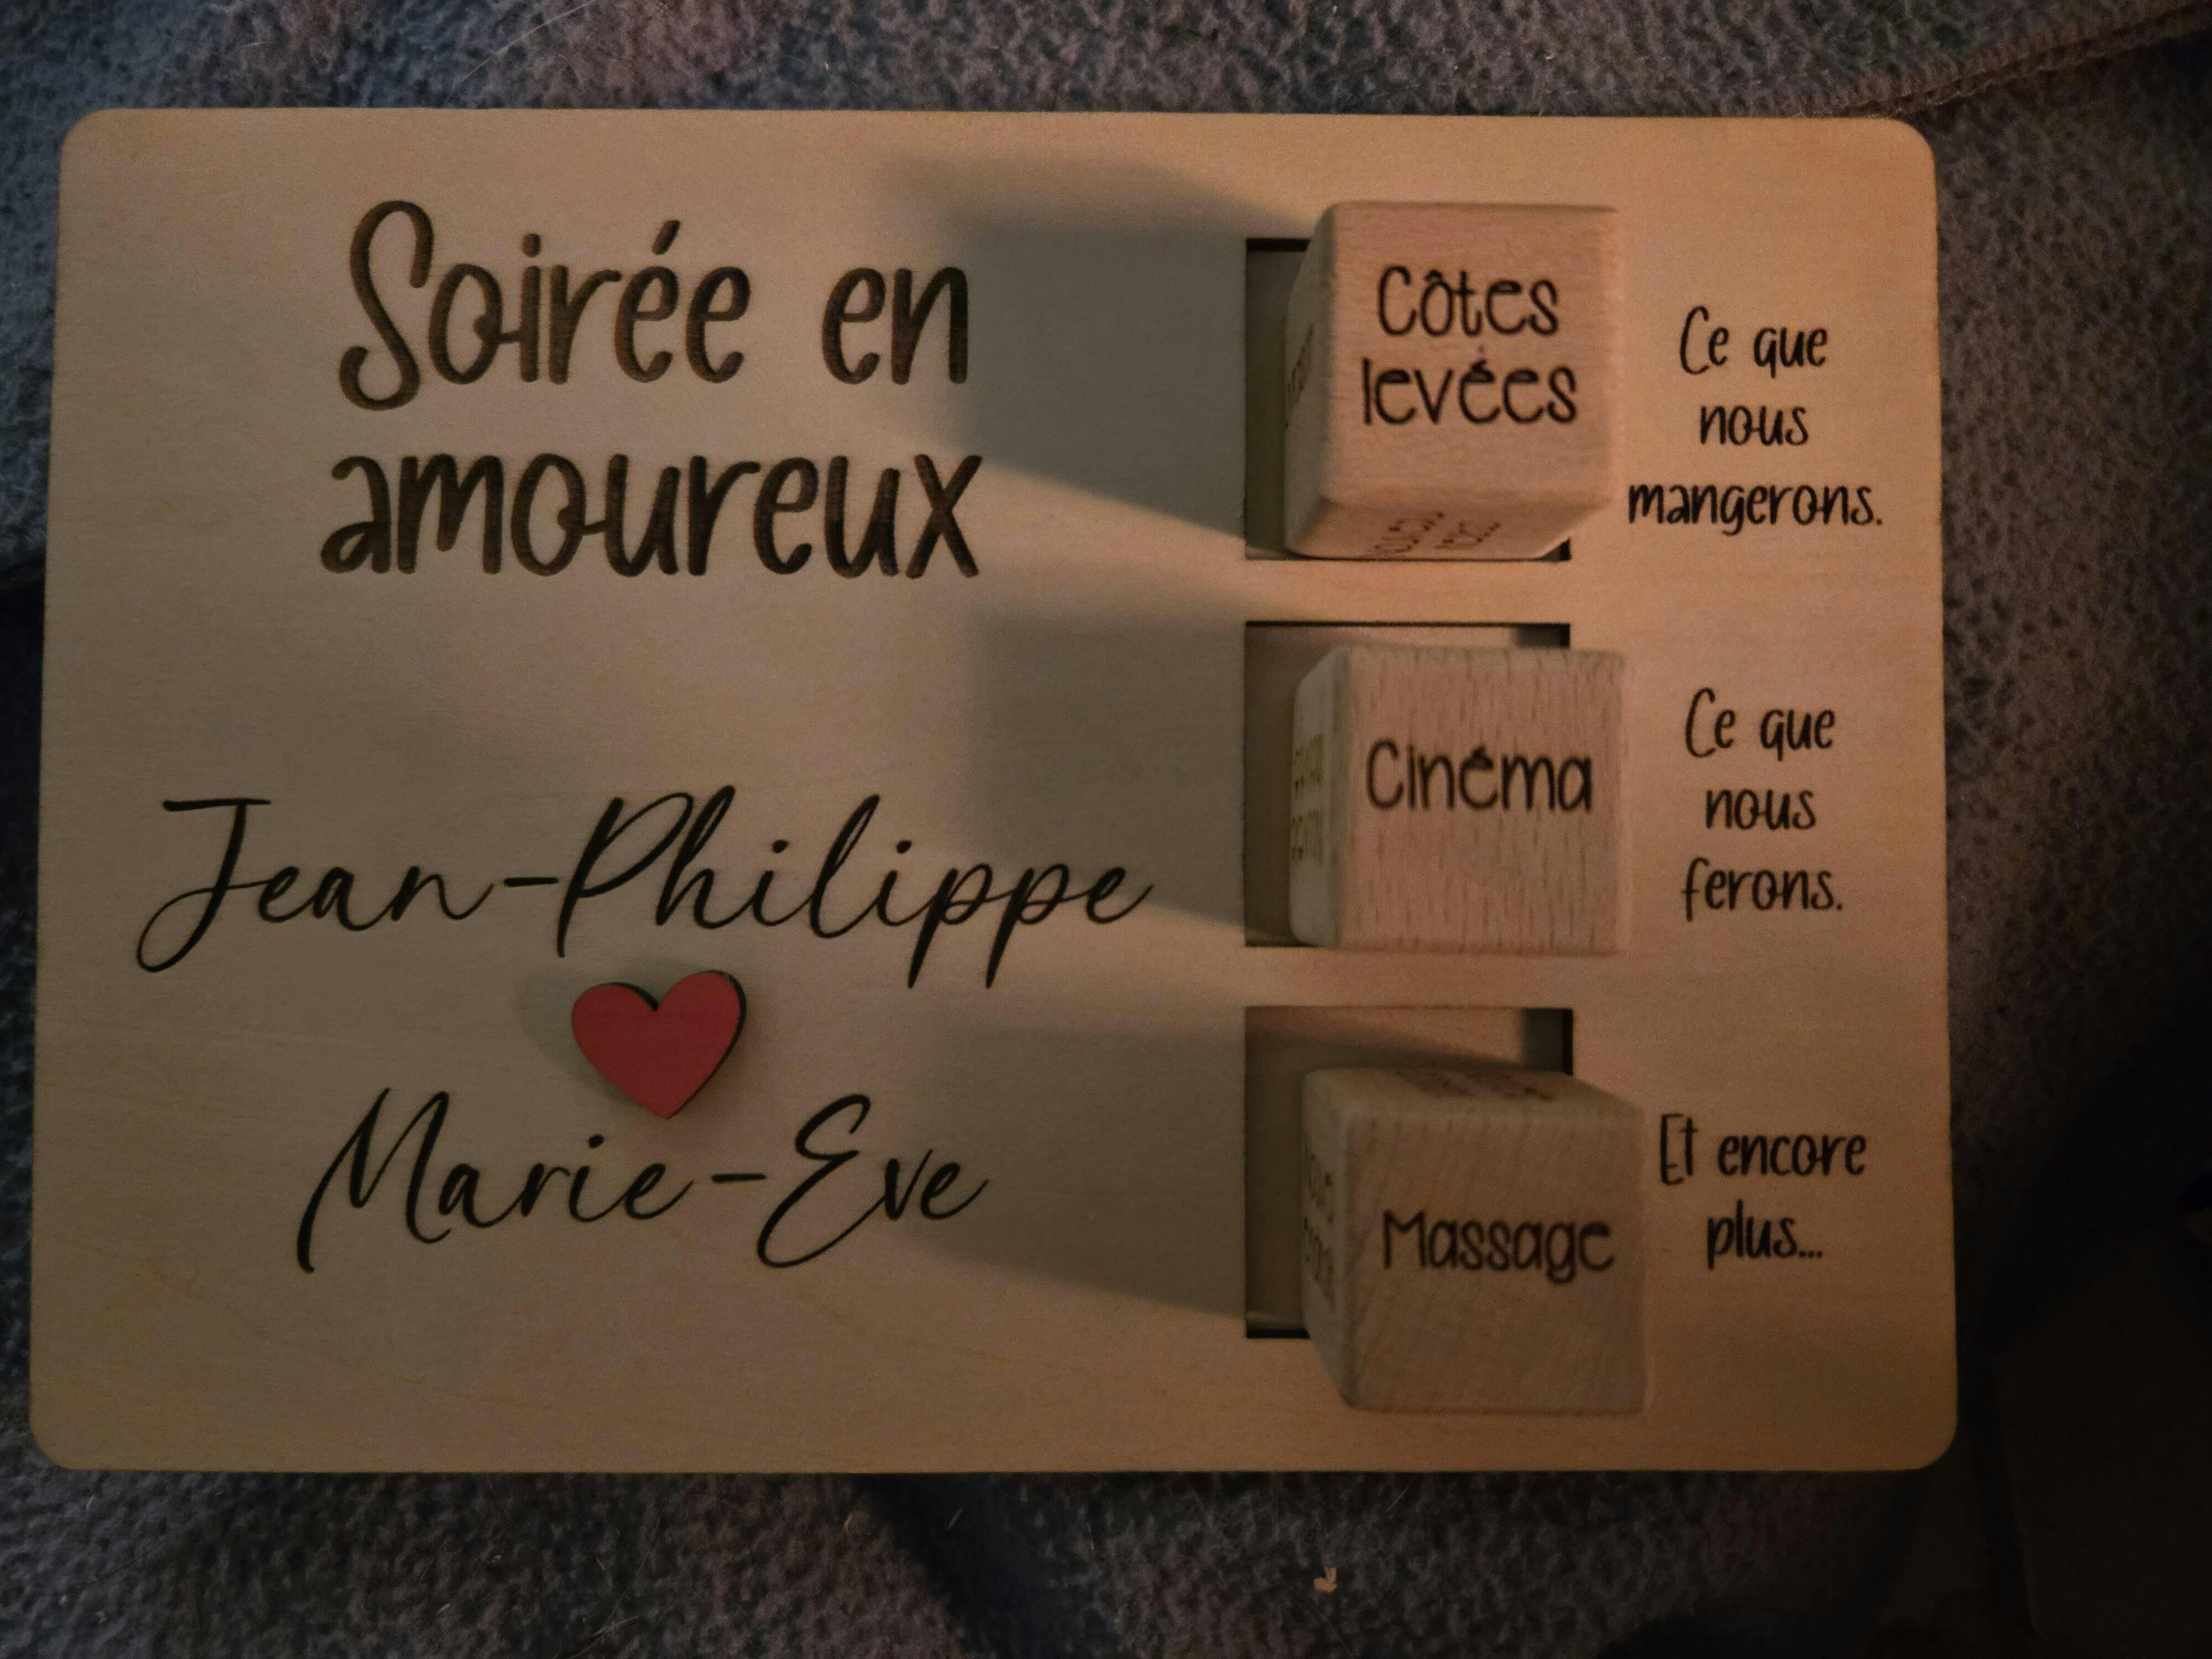 Soirée en
amoureux
Jean-Philippe
Marie-Eve
Côtes
levées
Ce que
nous
mangerons.
Cinéma
Ce que
nous
ferons.
Massage
Et encore
plus...